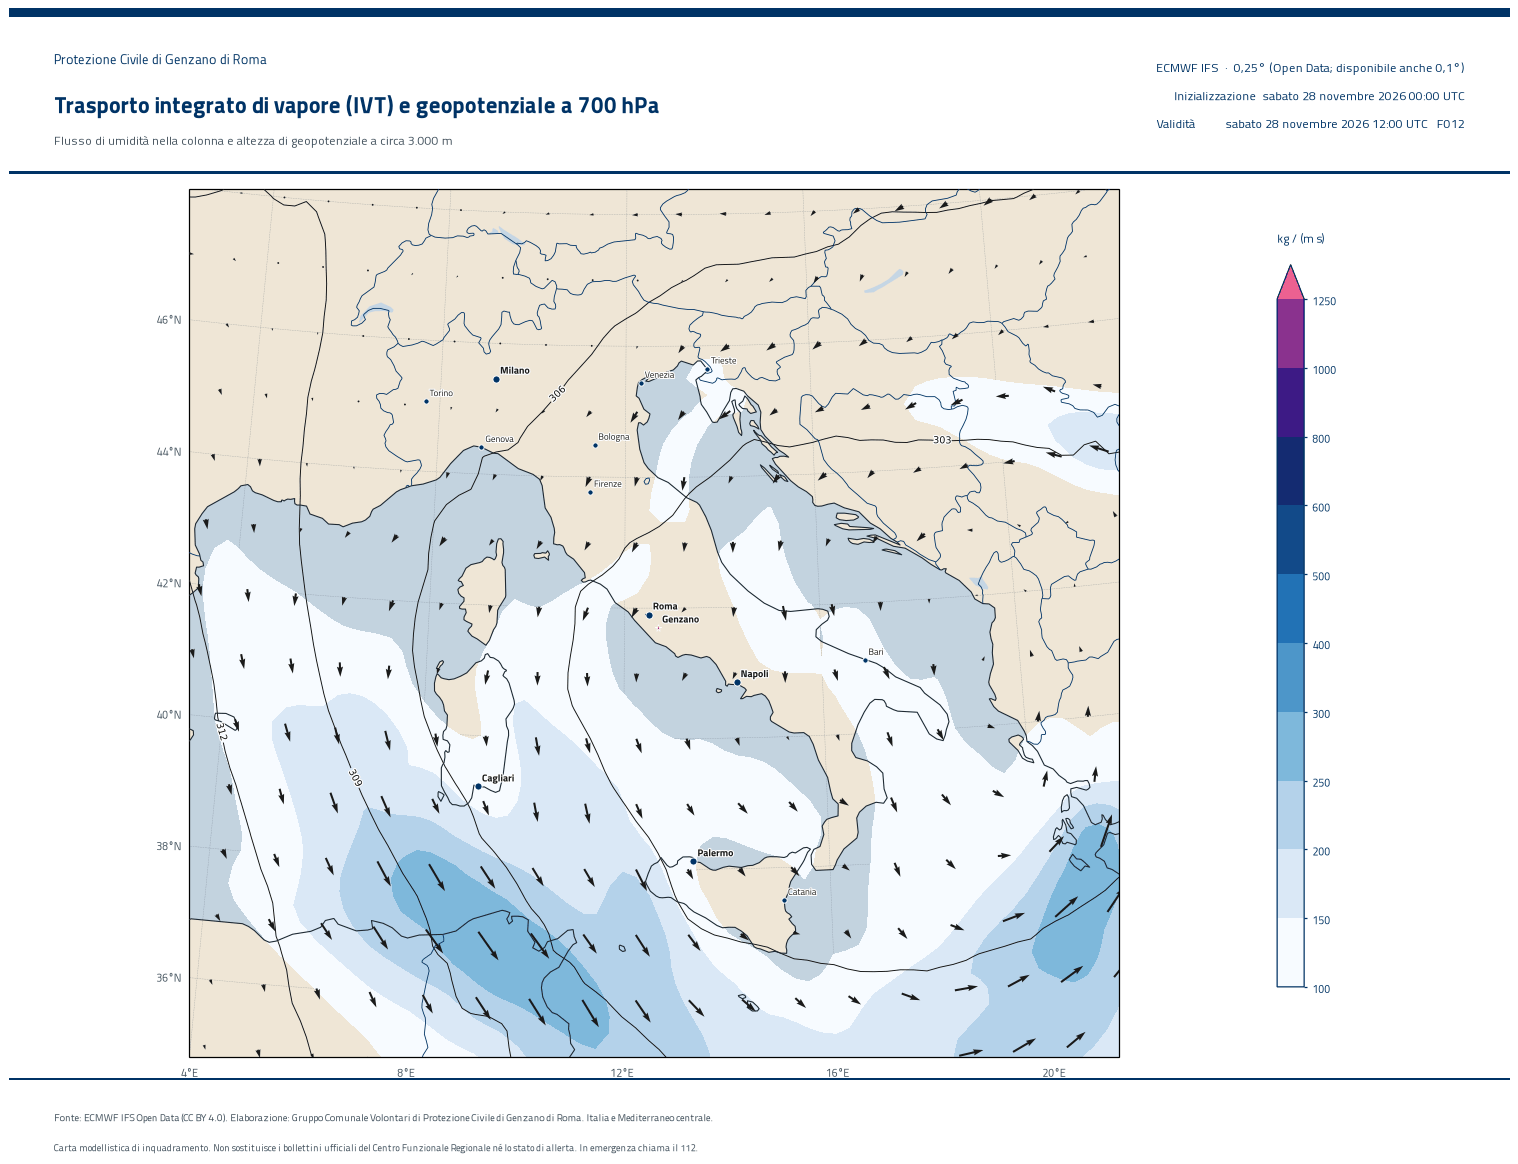 Protezione Civile di Genzano di Roma
Trasporto integrato di vapore (IVT) e geopotenziale a 700 hPa
Flusso di umidità nella colonna e altezza di geopotenziale a circa 3.000 m
ECMWF IFS · 0,25° (Open Data; disponibile anche 0,1°)
Inizializzazione sabato 28 novembre 2026 00:00 UTC
Validità sabato 28 novembre 2026 12:00 UTC F012
kg / (m s)
1250
1000
800
600
500
400
300
250
200
150
100
46°N
44°N
42°N
40°N
38°N
36°N
4°E
8°E
12°E
16°E
20°E
Trieste
Venezia
Milano
Torino
306
Genova
Bologna
303
Firenze
Roma
Genzano
Bari
Napoli
312
309
Cagliari
Palermo
Catania
Fonte: ECMWF IFS Open Data (CC BY 4.0). Elaborazione: Gruppo Comunale Volontari di Protezione Civile di Genzano di Roma. Italia e Mediterraneo centrale.
Carta modellistica di inquadramento. Non sostituisce i bollettini ufficiali del Centro Funzionale Regionale né lo stato di allerta. In emergenza chiama il 112.